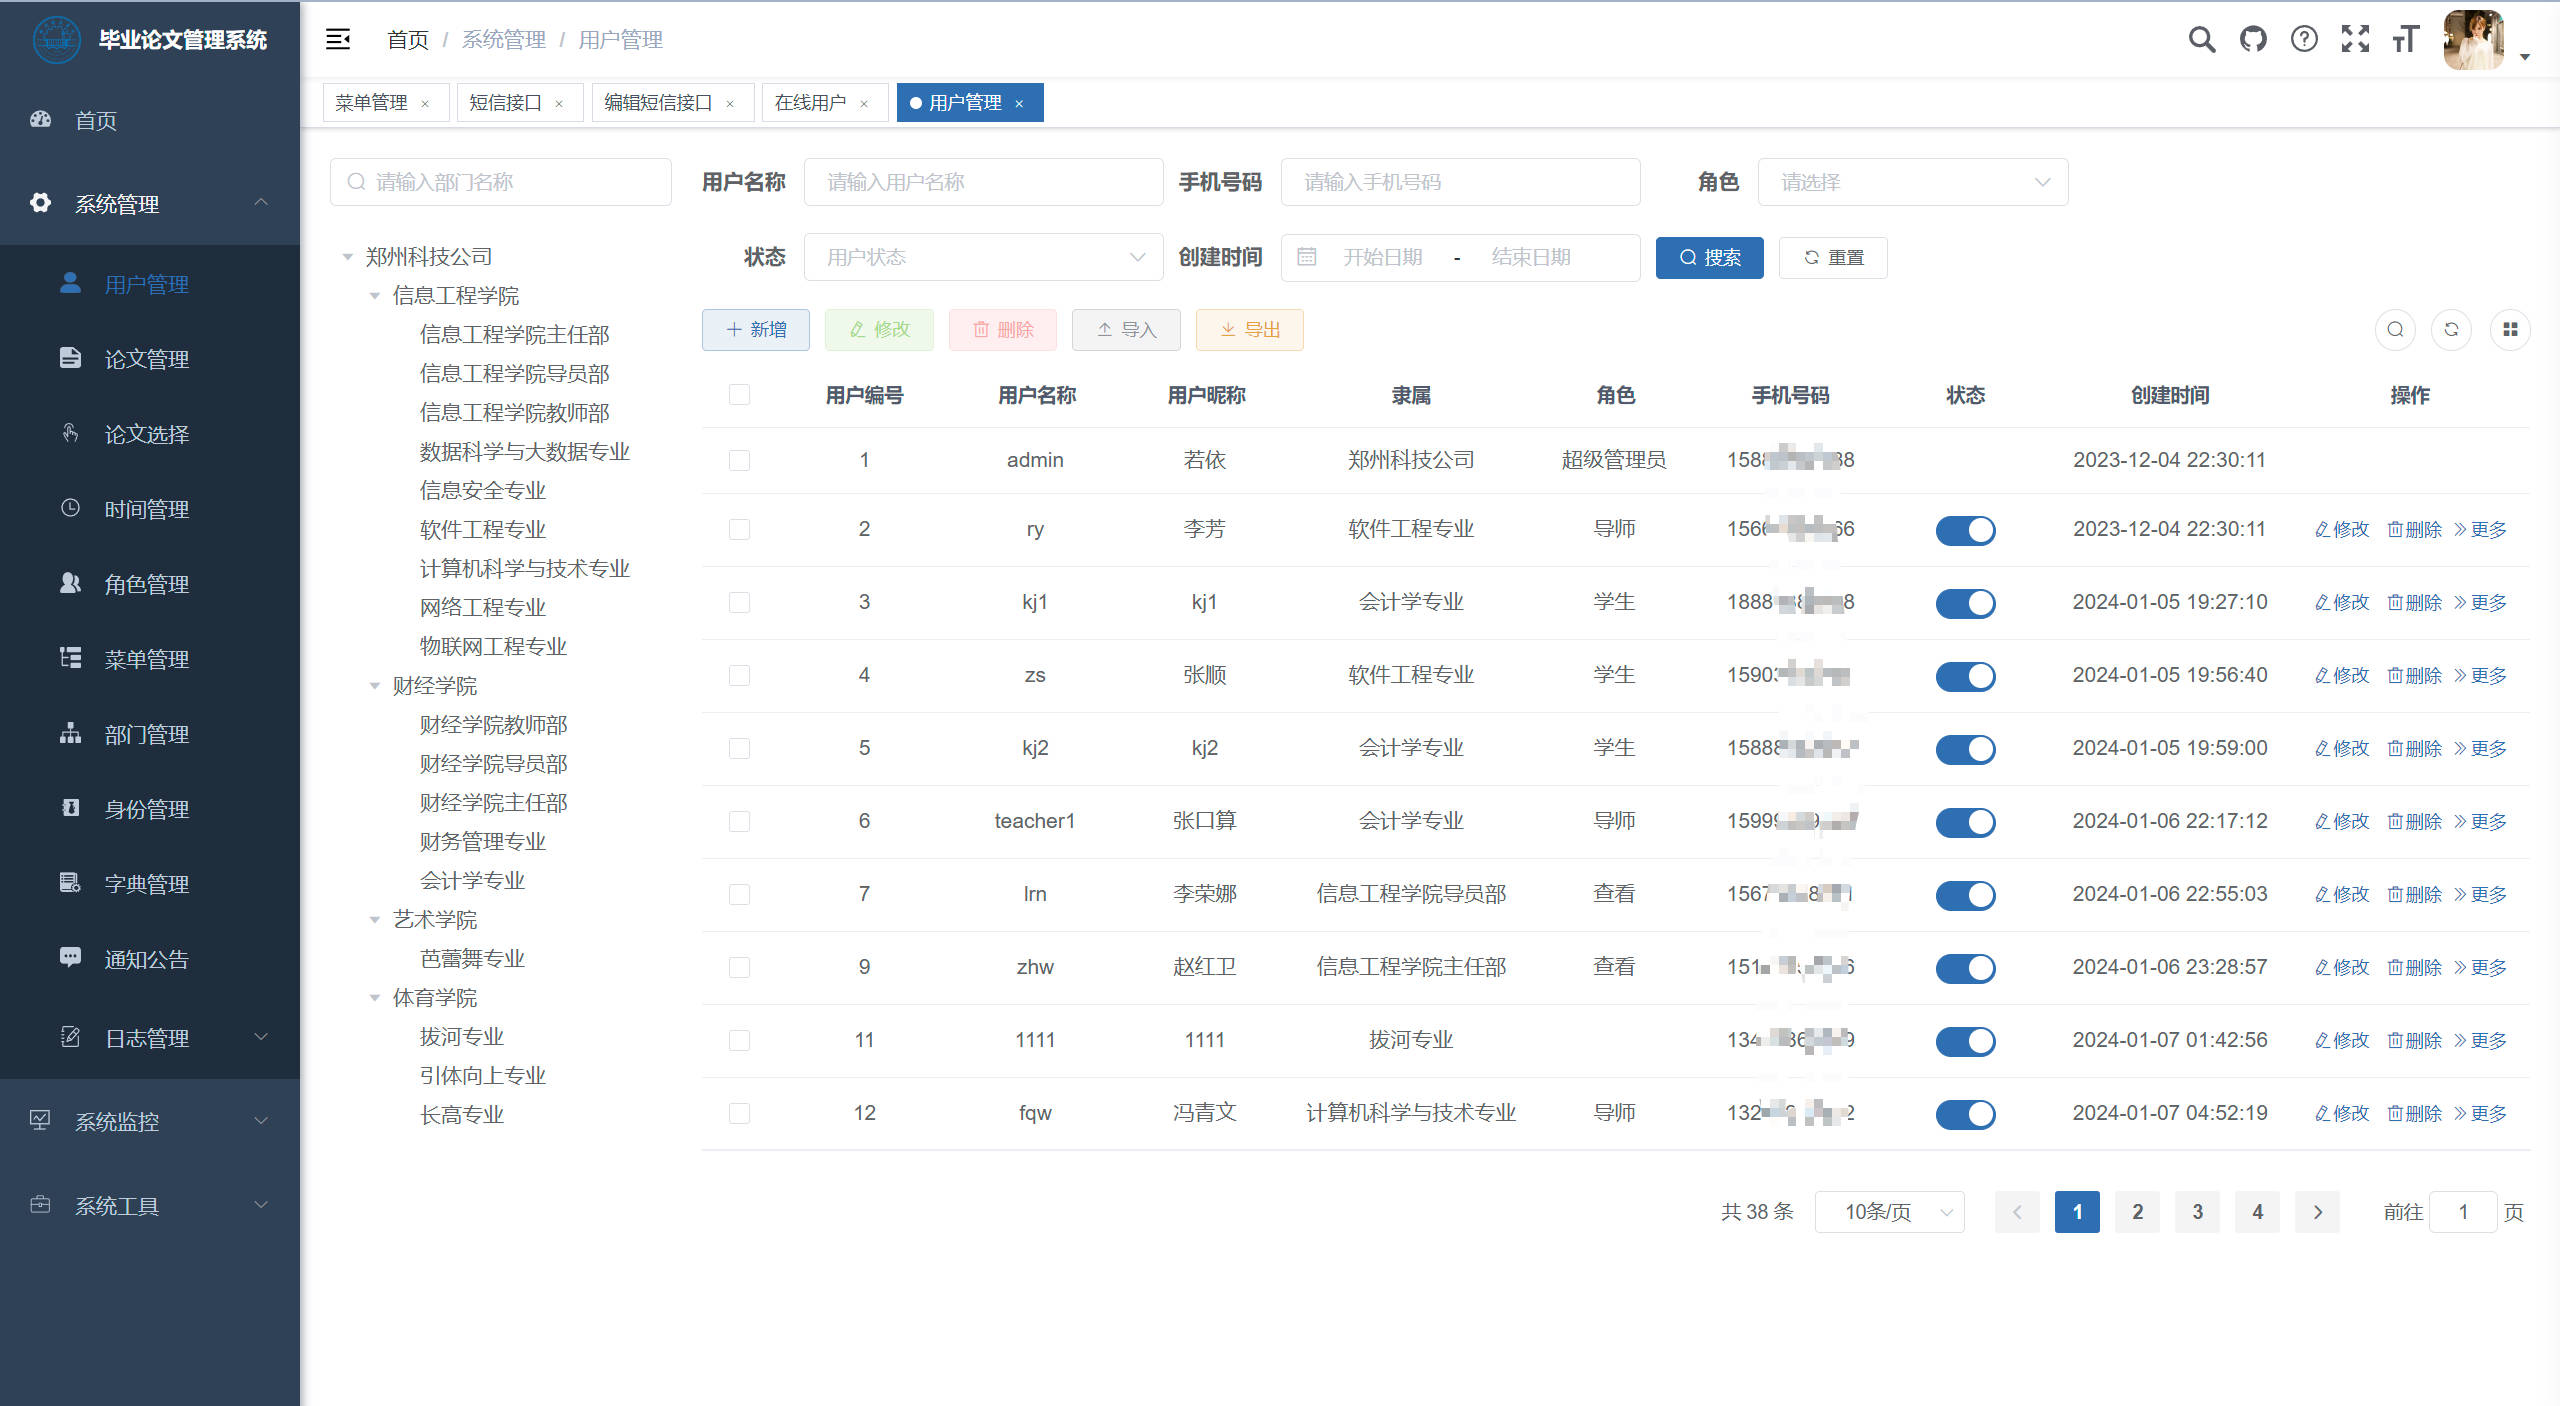 毕业论文管理系统
首页
系统管理
用户管理
论文管理
论文选择
时间管理
角色管理
菜单管理
部门管理
身份管理
字典管理
通知公告
日志管理
系统监控
系统工具
首页 / 系统管理 / 用户管理
菜单管理 × 短信接口 × 编辑短信接口 × 在线用户 × 用户管理 ×
请输入部门名称
郑州科技公司
信息工程学院
信息工程学院主任部
信息工程学院导员部
信息工程学院教师部
数据科学与大数据专业
信息安全专业
软件工程专业
计算机科学与技术专业
网络工程专业
物联网工程专业
财经学院
财经学院教师部
财经学院导员部
财经学院主任部
财务管理专业
会计学专业
艺术学院
芭蕾舞专业
体育学院
拔河专业
引体向上专业
长高专业
用户名称 请输入用户名称 手机号码 请输入手机号码 角色 请选择
状态 用户状态 创建时间 开始日期 - 结束日期 搜索 重置
新增 修改 删除 导入 导出
用户编号 用户名称 用户昵称 隶属 角色 手机号码 状态 创建时间 操作
1 admin 若依 郑州科技公司 超级管理员 2023-12-04 22:30:11
2 ry 李芳 软件工程专业 导师 2023-12-04 22:30:11 修改 删除 更多
3 kj1 kj1 会计学专业 学生 2024-01-05 19:27:10 修改 删除 更多
4 zs 张顺 软件工程专业 学生 2024-01-05 19:56:40 修改 删除 更多
5 kj2 kj2 会计学专业 学生 2024-01-05 19:59:00 修改 删除 更多
6 teacher1 张口算 会计学专业 导师 2024-01-06 22:17:12 修改 删除 更多
7 lrn 李荣娜 信息工程学院导员部 查看 2024-01-06 22:55:03 修改 删除 更多
9 zhw 赵红卫 信息工程学院主任部 查看 2024-01-06 23:28:57 修改 删除 更多
11 1111 1111 拔河专业 2024-01-07 01:42:56 修改 删除 更多
12 fqw 冯青文 计算机科学与技术专业 导师 2024-01-07 04:52:19 修改 删除 更多
共 38 条 10条/页 1 2 3 4 前往 1 页